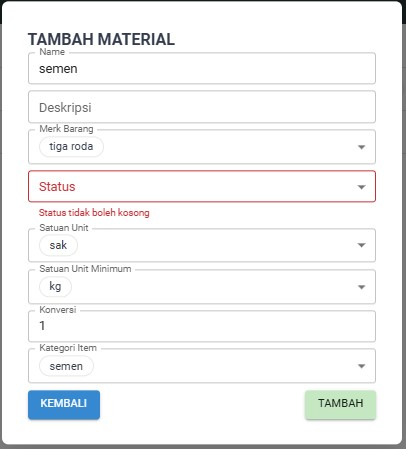 TAMBAH MATERIAL
Name
semen
Deskripsi
Merk Barang
tiga roda
Status
Status tidak boleh kosong
Satuan Unit
sak
Satuan Unit Minimum
kg
Konversi
1
Kategori Item
semen
KEMBALI
TAMBAH